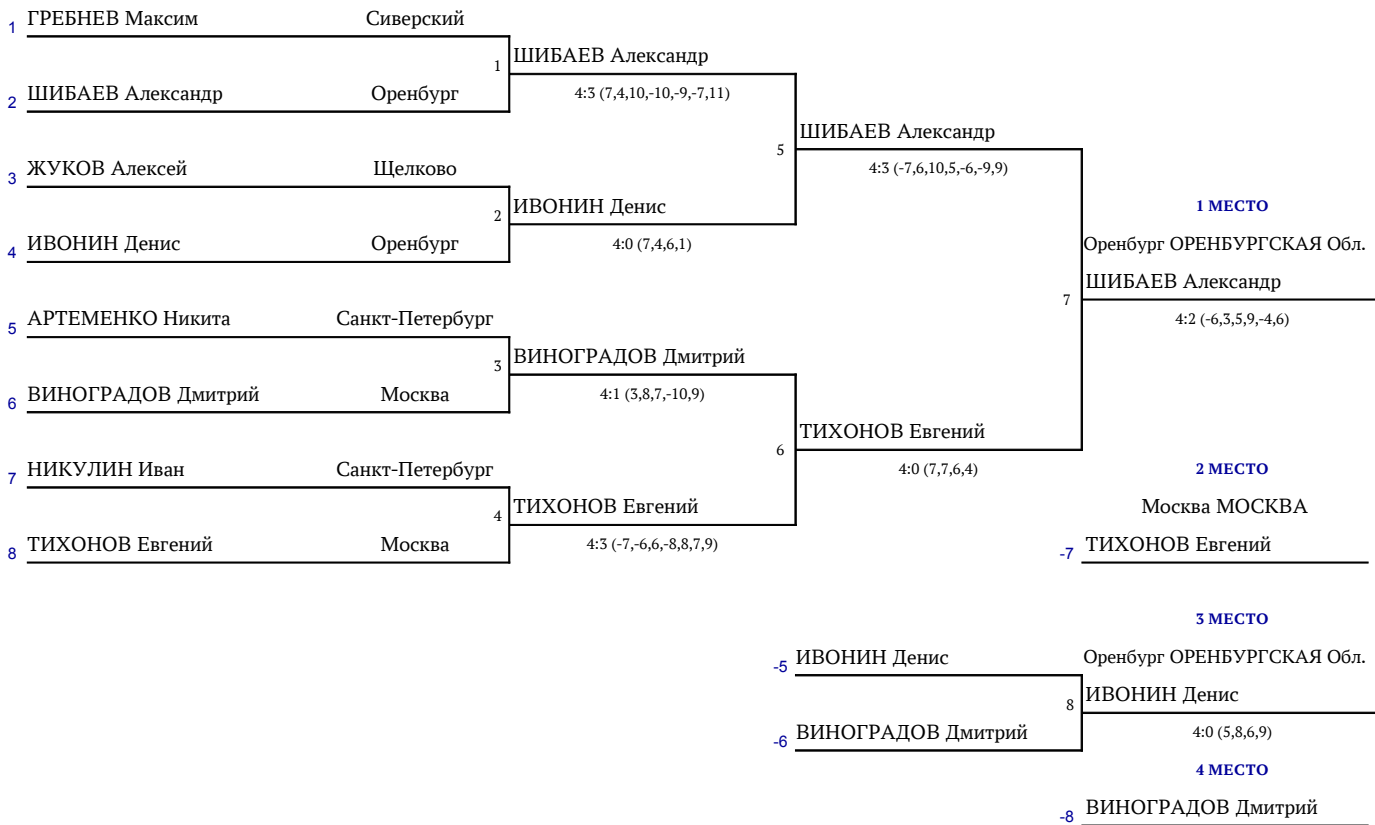 1 ГРЕБНЕВ Максим Сиверский
1 ШИБАЕВ Александр
2 ШИБАЕВ Александр Оренбург
4:3 (7,4,10,-10,-9,-7,11)
5 ШИБАЕВ Александр
4:3 (-7,6,10,5,-6,-9,9)
3 ЖУКОВ Алексей Щелково
2 ИВОНИН Денис
4 ИВОНИН Денис Оренбург
4:0 (7,4,6,1)
1 МЕСТО
Оренбург ОРЕНБУРГСКАЯ Обл.
7 ШИБАЕВ Александр
4:2 (-6,3,5,9,-4,6)
5 АРТЕМЕНКО Никита Санкт-Петербург
3 ВИНОГРАДОВ Дмитрий
6 ВИНОГРАДОВ Дмитрий Москва
4:1 (3,8,7,-10,9)
6 ТИХОНОВ Евгений
4:0 (7,7,6,4)
7 НИКУЛИН Иван Санкт-Петербург
4 ТИХОНОВ Евгений
8 ТИХОНОВ Евгений Москва
4:3 (-7,-6,6,-8,8,7,9)
2 МЕСТО
Москва МОСКВА
-7 ТИХОНОВ Евгений
3 МЕСТО
-5 ИВОНИН Денис
Оренбург ОРЕНБУРГСКАЯ Обл.
8 ИВОНИН Денис
-6 ВИНОГРАДОВ Дмитрий
4:0 (5,8,6,9)
4 МЕСТО
-8 ВИНОГРАДОВ Дмитрий